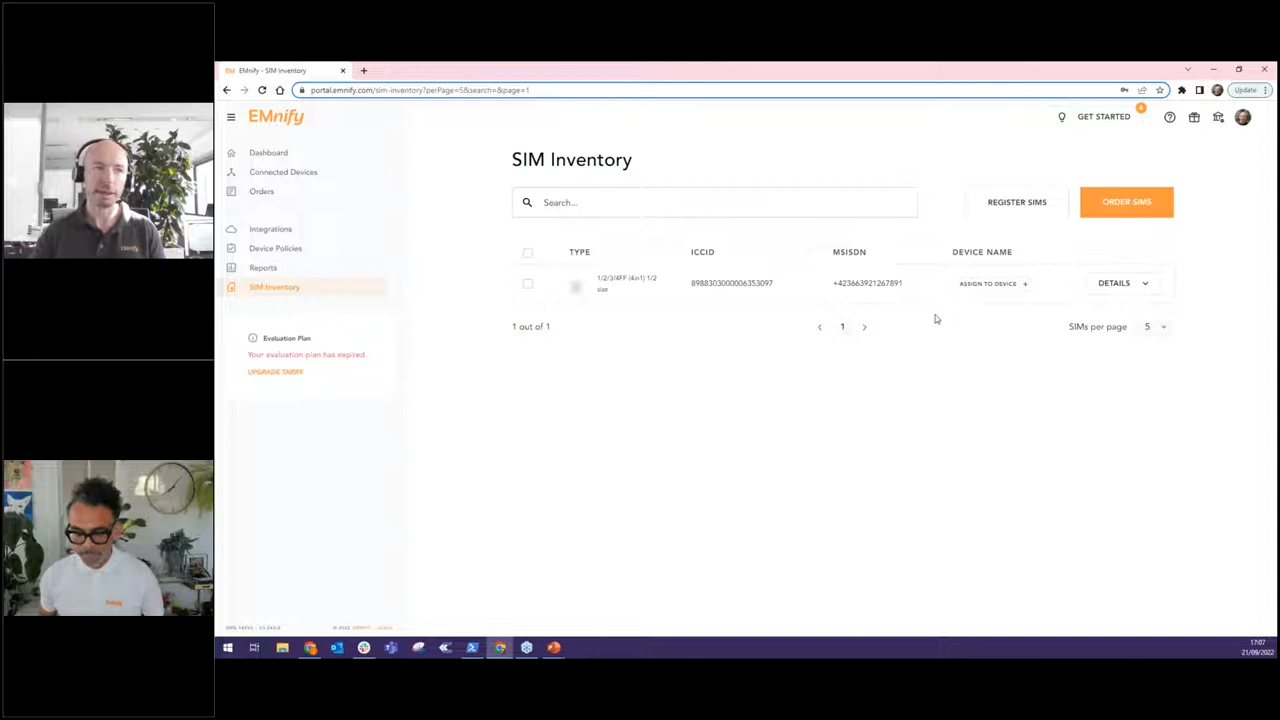 EMnify - SIM Inventory
portal.emnify.com/sim-inventory?perPage=5&search=&page=1
Update
EMnify
GET STARTED
4
Dashboard
Connected Devices
Orders
Integrations
Device Policies
Reports
SIM Inventory
Evaluation Plan
Your evaluation plan has expired.
UPGRADE TARIFF
SIM Inventory
Search...
REGISTER SIMS
ORDER SIMS
TYPE
ICCID
MSISDN
DEVICE NAME
1/2/3/4FF (4in1) 1/2
size
8988303000006353097
+423663921267891
ASSIGN TO DEVICE +
DETAILS
1 out of 1
1
SIMs per page
5
17:07
21/09/2022